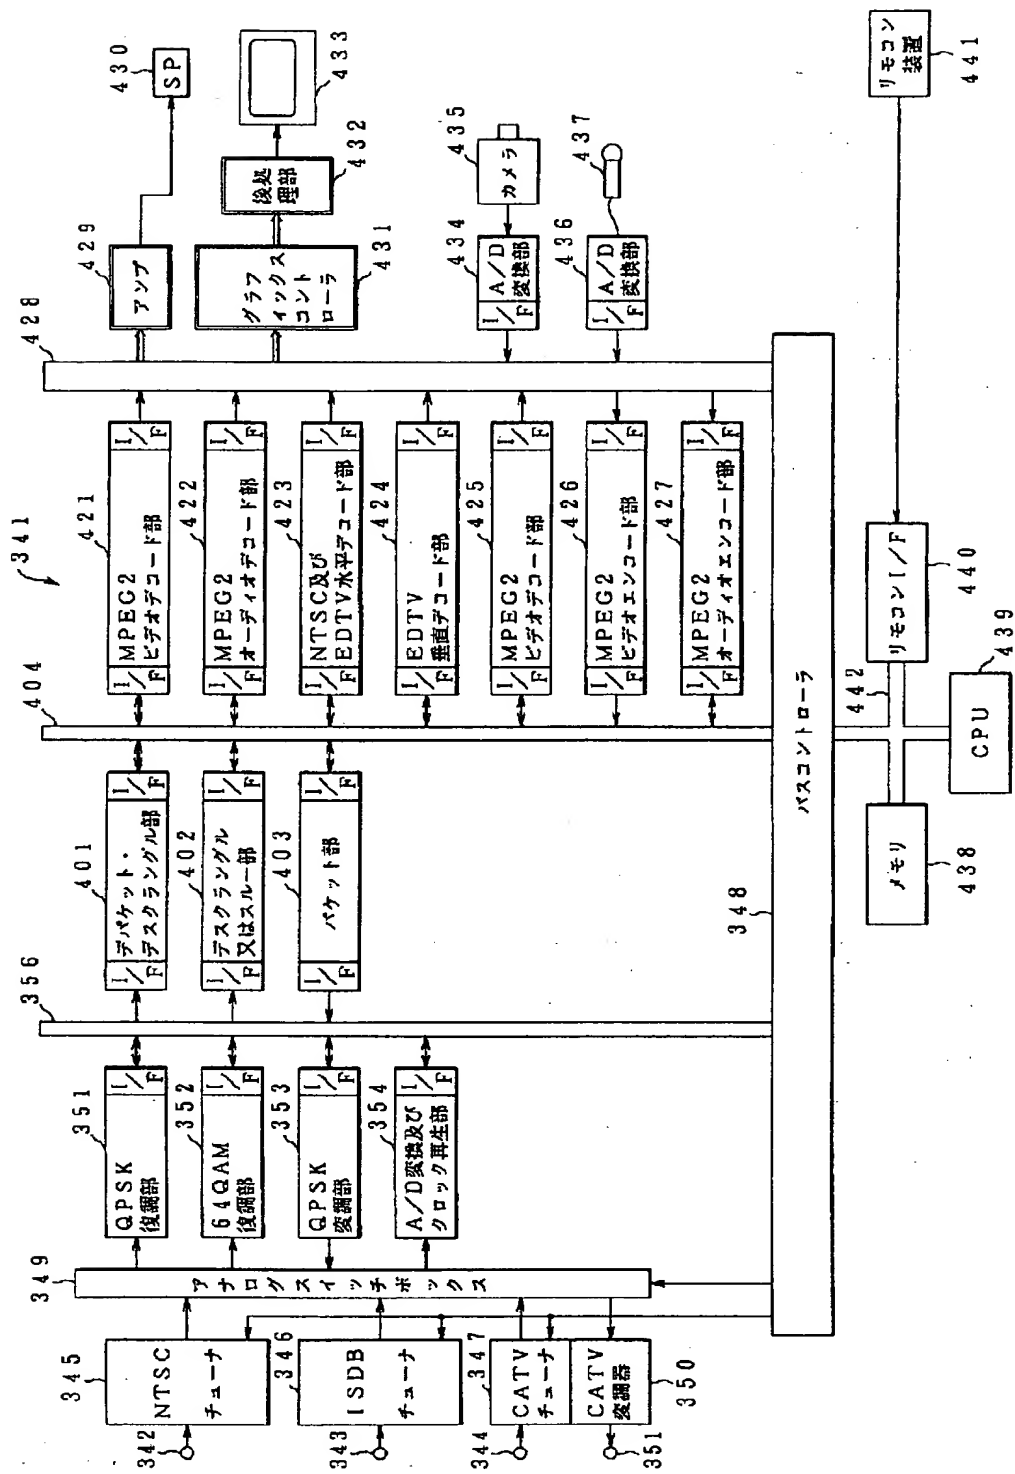 341
342
343
344
351
345
NTSC
チューナ
346
ISDB
チューナ
347
CATV
チューナ
CATV
変調器
350
349
アナログスイッチボックス
351
QPSK
復調部
I/F
352
64QAM
復調部
I/F
353
QPSK
変調部
I/F
354
A/D変換及び
クロック再生部
I/F
356
401
I/F
デパケット・
デスクラングル部
I/F
402
I/F
デスクラングル
又はスルー部
I/F
403
I/F
パケット部
I/F
404
421
I/F
MPEG2
ビデオデコード部
I/F
422
I/F
MPEG2
オーディオデコード部
I/F
423
I/F
NTSC及び
EDTV水平デコード部
I/F
424
I/F
EDTV
垂直デコード部
I/F
425
I/F
MPEG2
ビデオデコード部
I/F
426
I/F
MPEG2
ビデオエンコード部
I/F
427
I/F
MPEG2
オーディオエンコード部
I/F
428
429
アンプ
430
SP
グラフ
ィックス
コント
ローラ
431
後処
理部
432
433
434
I/F
A/D
変換部
435
カメラ
436
I/F
A/D
変換部
437
348
バスコントローラ
メモリ
438
442
CPU
439
リモコンI/F
440
リモコン
装置
441